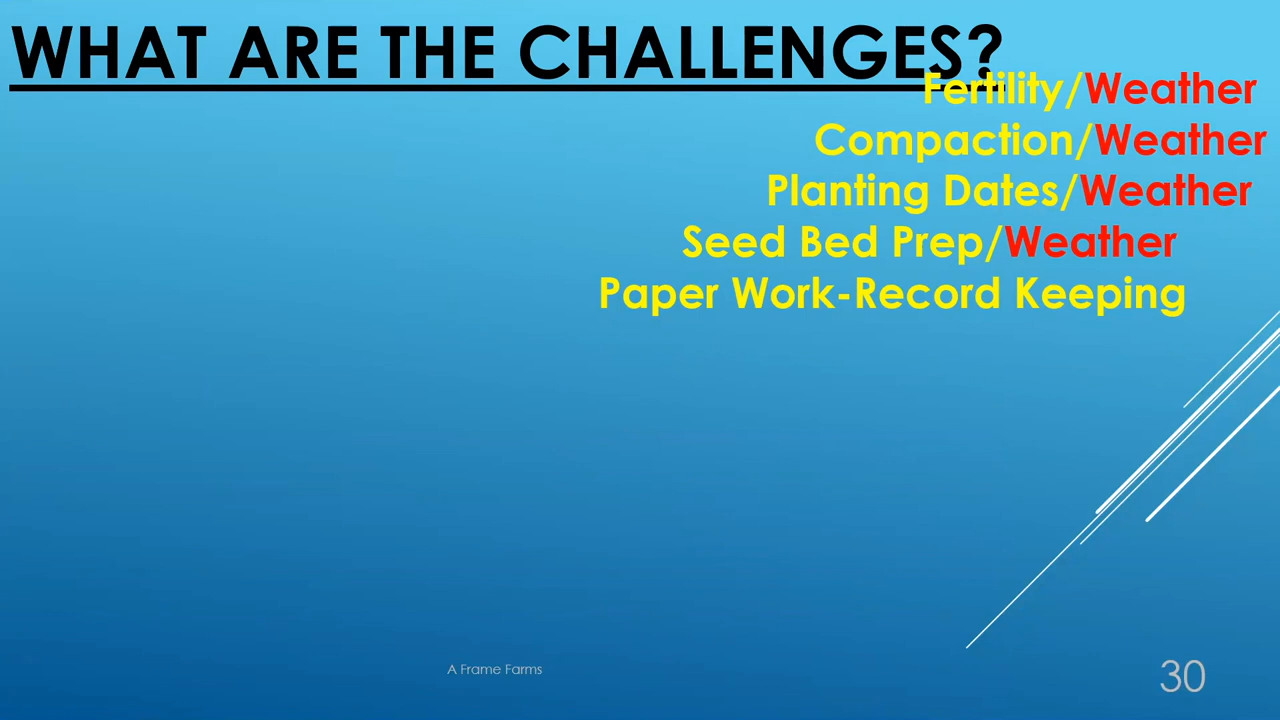 WHAT ARE THE CHALLENGES?
Fertility/Weather
Compaction/Weather
Planting Dates/Weather
Seed Bed Prep/Weather
Paper Work-Record Keeping
A Frame Farms
30